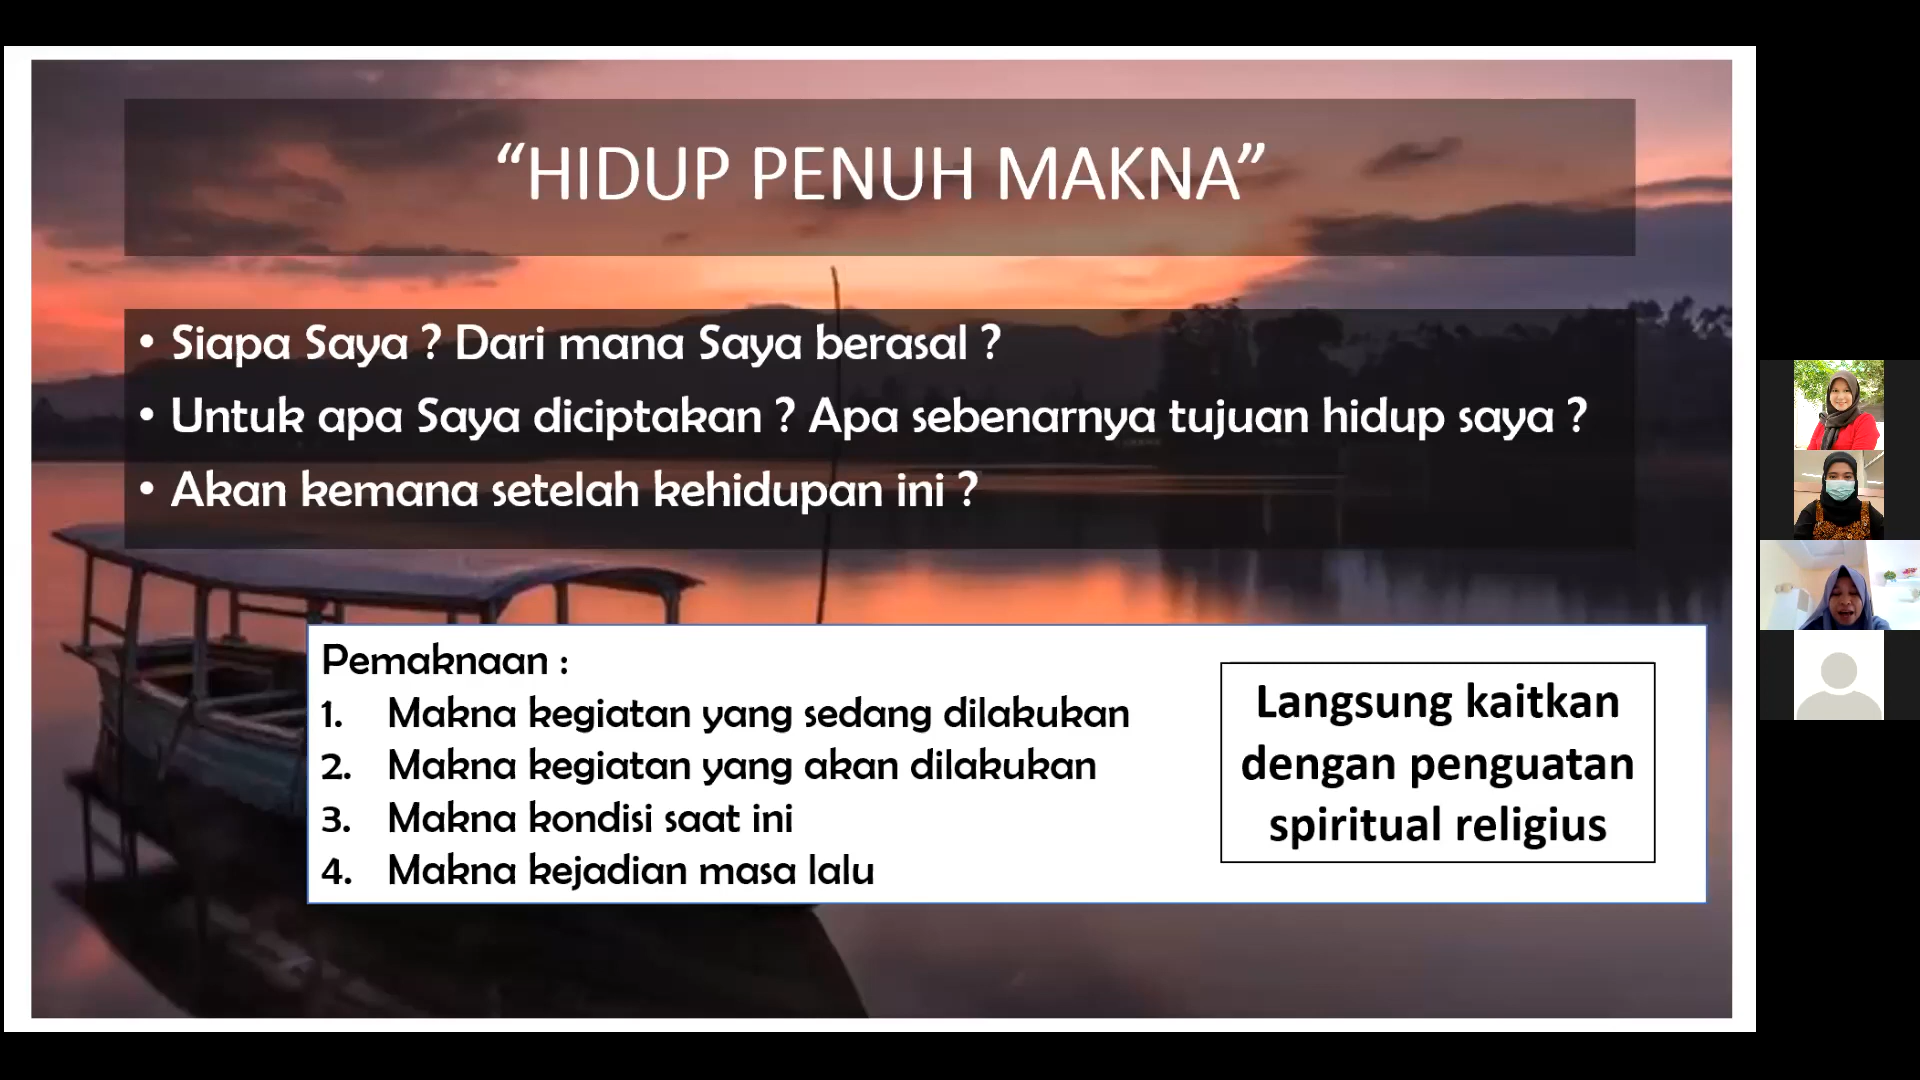 “HIDUP PENUH MAKNA”
• Siapa Saya ? Dari mana Saya berasal ?
• Untuk apa Saya diciptakan ? Apa sebenarnya tujuan hidup saya ?
• Akan kemana setelah kehidupan ini ?
Pemaknaan :
1. Makna kegiatan yang sedang dilakukan
2. Makna kegiatan yang akan dilakukan
3. Makna kondisi saat ini
4. Makna kejadian masa lalu
Langsung kaitkan
dengan penguatan
spiritual religius